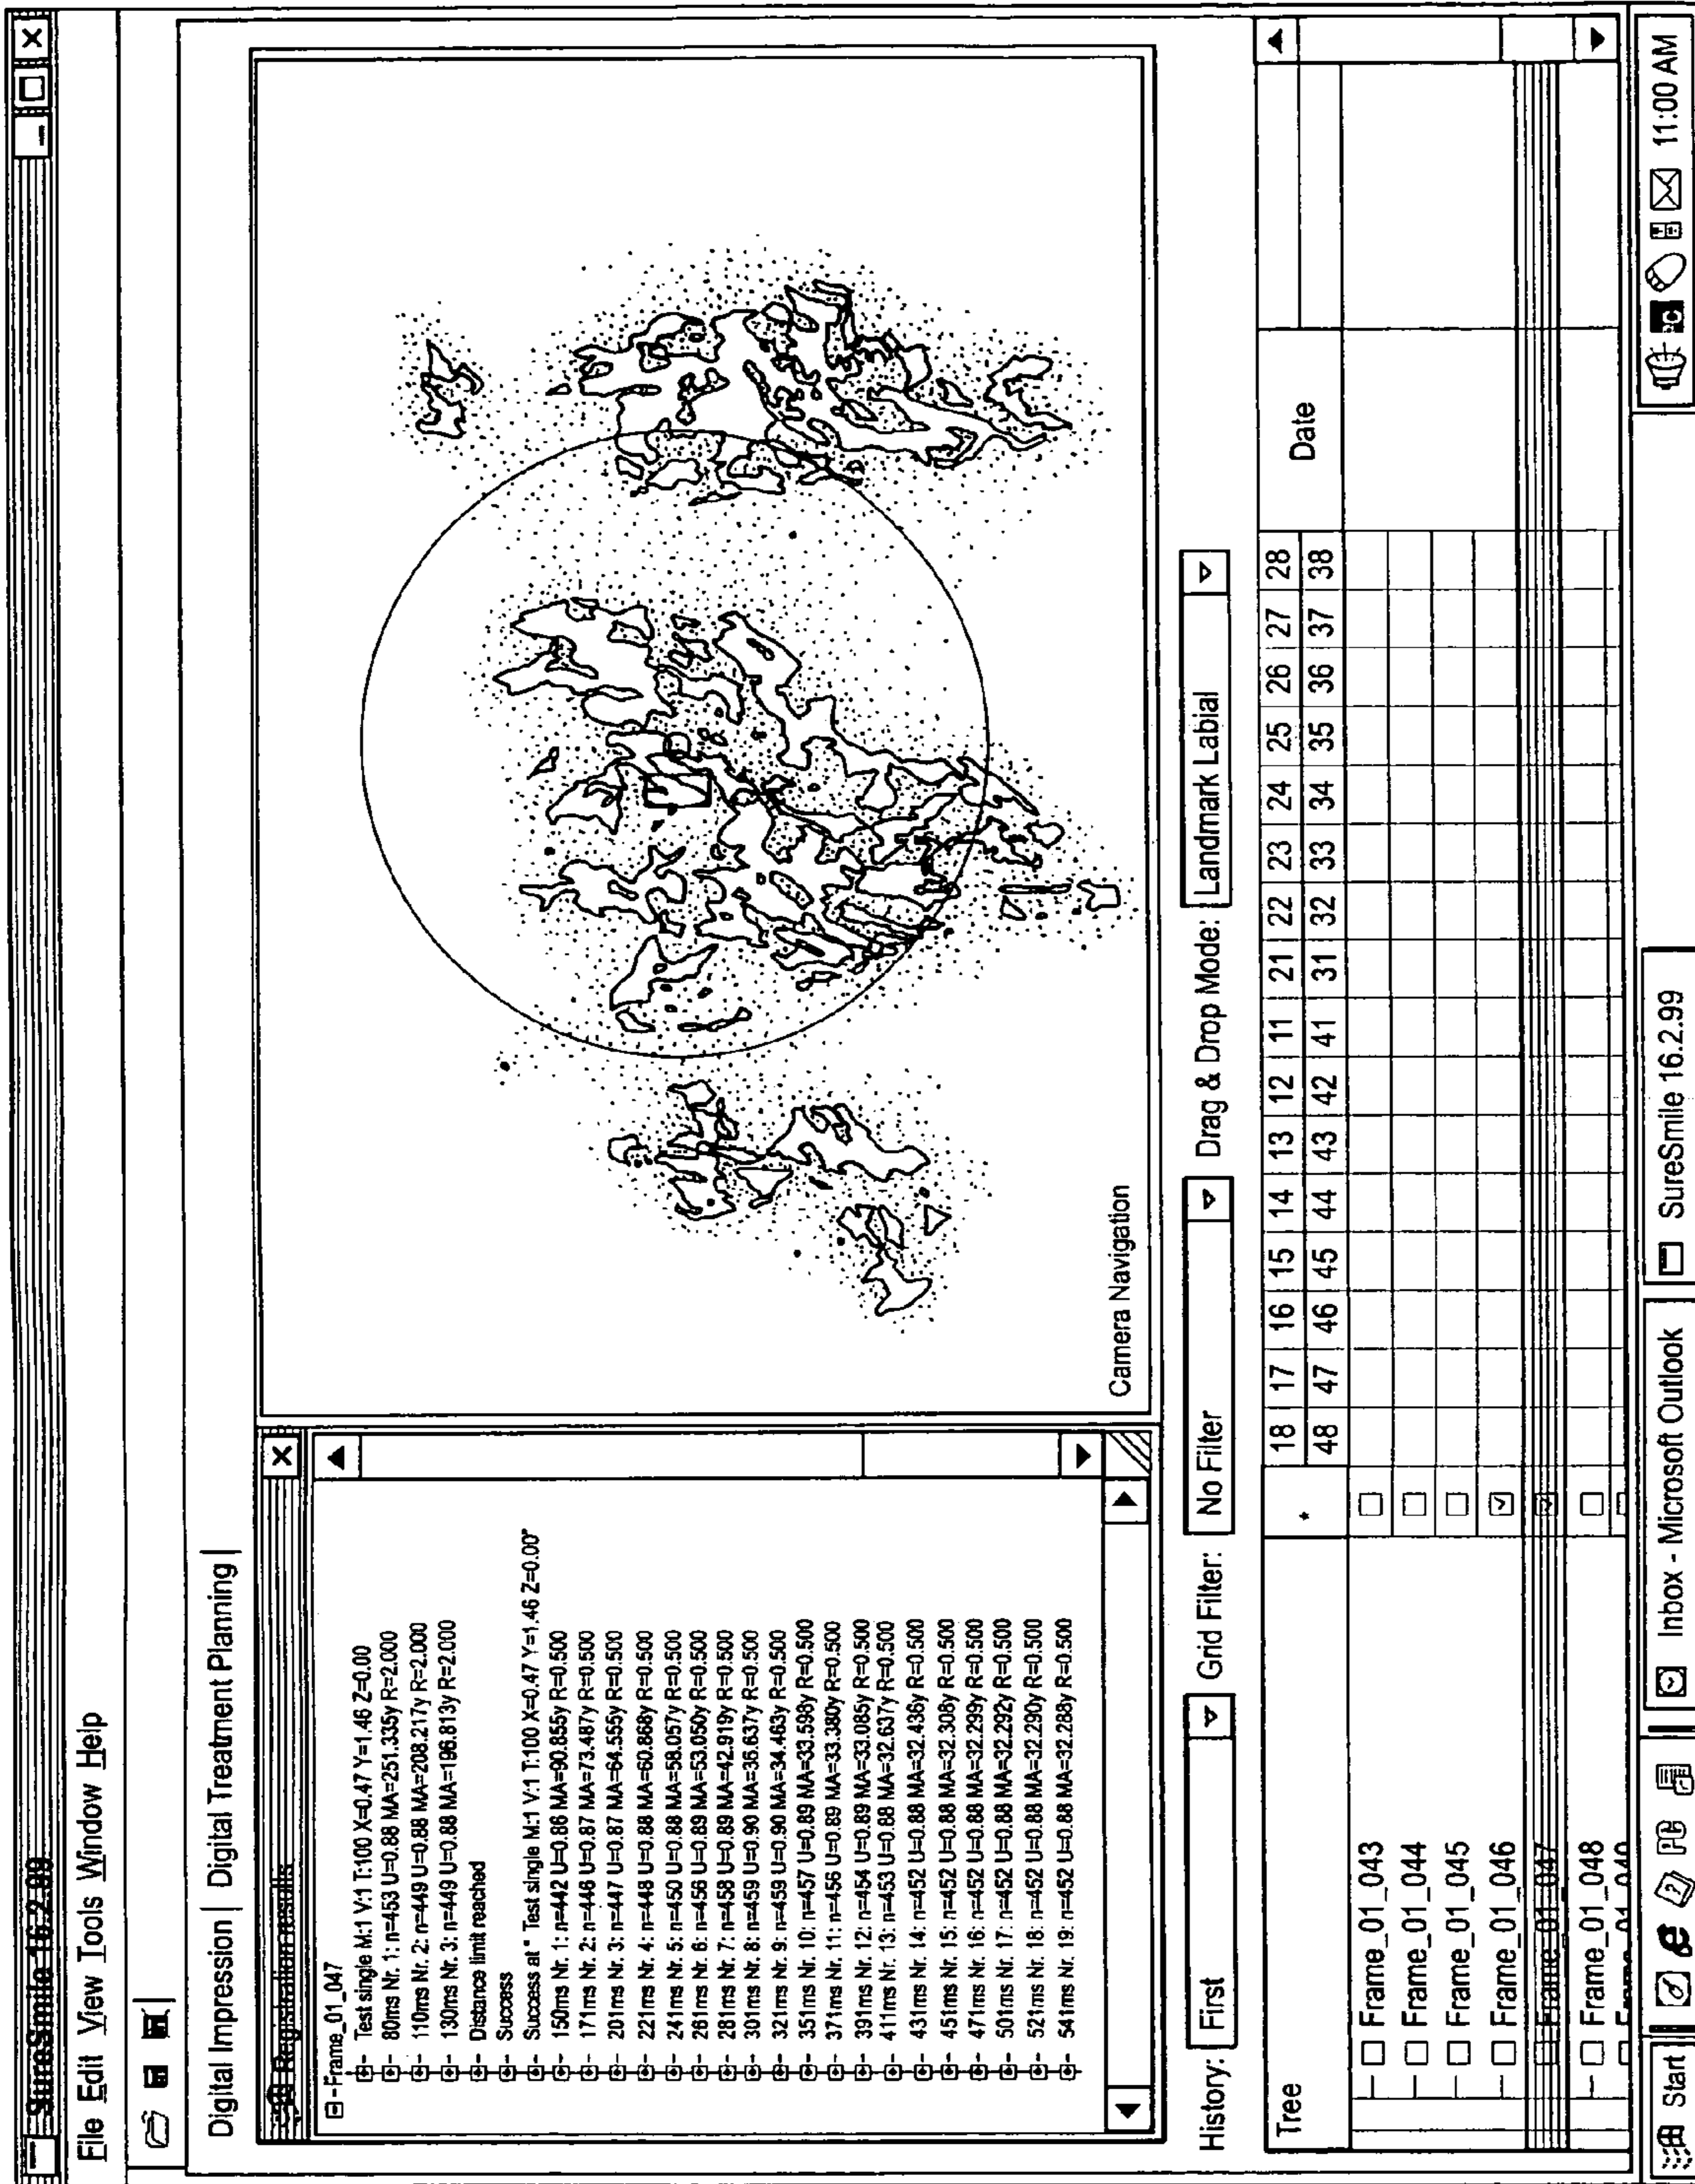 SureSmile 16.2.99
File Edit View Tools Window Help
Digital Impression | Digital Treatment Planning |
Registration results
Frame_01_047
Test single M:1 V:1 T:100 X=0.47 Y=1.46 Z=0.00
80ms Nr. 1: n=453 U=0.88 MA=251.335y R=2.000
110ms Nr. 2: n=449 U=0.88 MA=208.217y R=2.000
130ms Nr. 3: n=449 U=0.88 MA=196.813y R=2.000
Distance limit reached
Success
Success at " Test single M:1 V:1 T:100 X=0.47 Y=1.46 Z=0.00"
150ms Nr. 1: n=442 U=0.86 MA=90.855y R=0.500
171ms Nr. 2: n=446 U=0.87 MA=73.487y R=0.500
201ms Nr. 3: n=447 U=0.87 MA=64.555y R=0.500
221ms Nr. 4: n=448 U=0.88 MA=60.868y R=0.500
241ms Nr. 5: n=450 U=0.88 MA=58.057y R=0.500
261ms Nr. 6: n=456 U=0.89 MA=53.050y R=0.500
281ms Nr. 7: n=458 U=0.89 MA=42.919y R=0.500
301ms Nr. 8: n=459 U=0.90 MA=35.637y R=0.500
321ms Nr. 9: n=459 U=0.90 MA=34.463y R=0.500
351ms Nr. 10: n=457 U=0.89 MA=33.598y R=0.500
371ms Nr. 11: n=456 U=0.89 MA=33.380y R=0.500
391ms Nr. 12: n=454 U=0.89 MA=33.085y R=0.500
411ms Nr. 13: n=453 U=0.88 MA=32.637y R=0.500
431ms Nr. 14: n=452 U=0.88 MA=32.436y R=0.500
451ms Nr. 15: n=452 U=0.88 MA=32.308y R=0.500
471ms Nr. 16: n=452 U=0.88 MA=32.299y R=0.500
501ms Nr. 17: n=452 U=0.88 MA=32.292y R=0.500
521ms Nr. 18: n=452 U=0.88 MA=32.290y R=0.500
541ms Nr. 19: n=452 U=0.88 MA=32.288y R=0.500
Camera Navigation
History: First Grid Filter: No Filter Drag & Drop Mode: Landmark Labial
Tree * 18 17 16 15 14 13 12 11 21 22 23 24 25 26 27 28 Date
48 47 46 45 44 43 42 41 31 32 33 34 35 36 37 38
Frame_01_043
Frame_01_044
Frame_01_045
Frame_01_046
Frame_01_047
Frame_01_048
Frame_01_049
Start Inbox - Microsoft Outlook SureSmile 16.2.99 11:00 AM